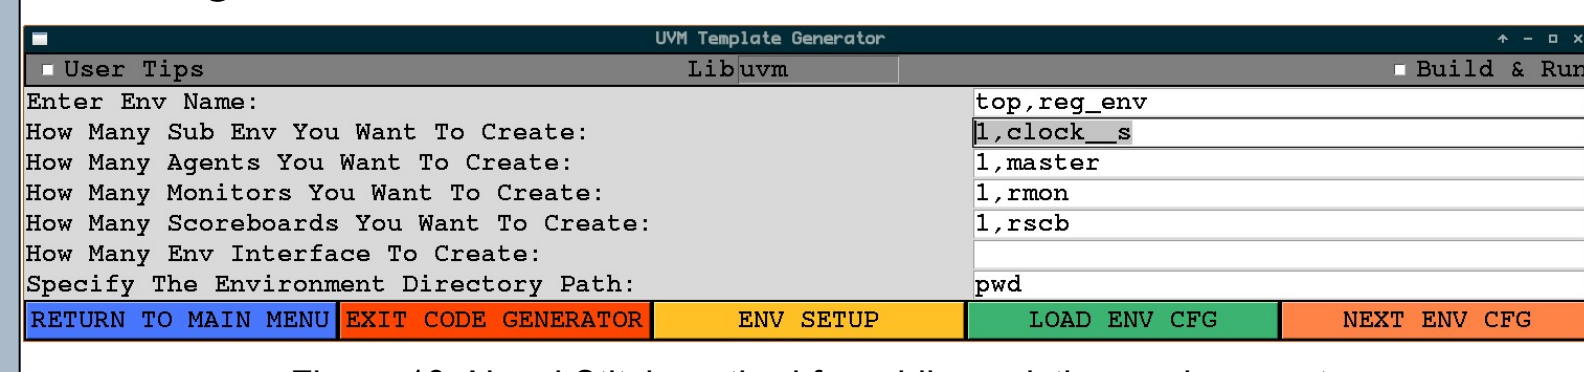 UVM Template Generator
User Tips Lib uvm Build & Run
Enter Env Name: top,reg_env
How Many Sub Env You Want To Create: 1,clock__s
How Many Agents You Want To Create: 1,master
How Many Monitors You Want To Create: 1,rmon
How Many Scoreboards You Want To Create: 1,rscb
How Many Env Interface To Create:
Specify The Environment Directory Path: pwd
RETURN TO MAIN MENU EXIT CODE GENERATOR ENV SETUP LOAD ENV CFG NEXT ENV CFG